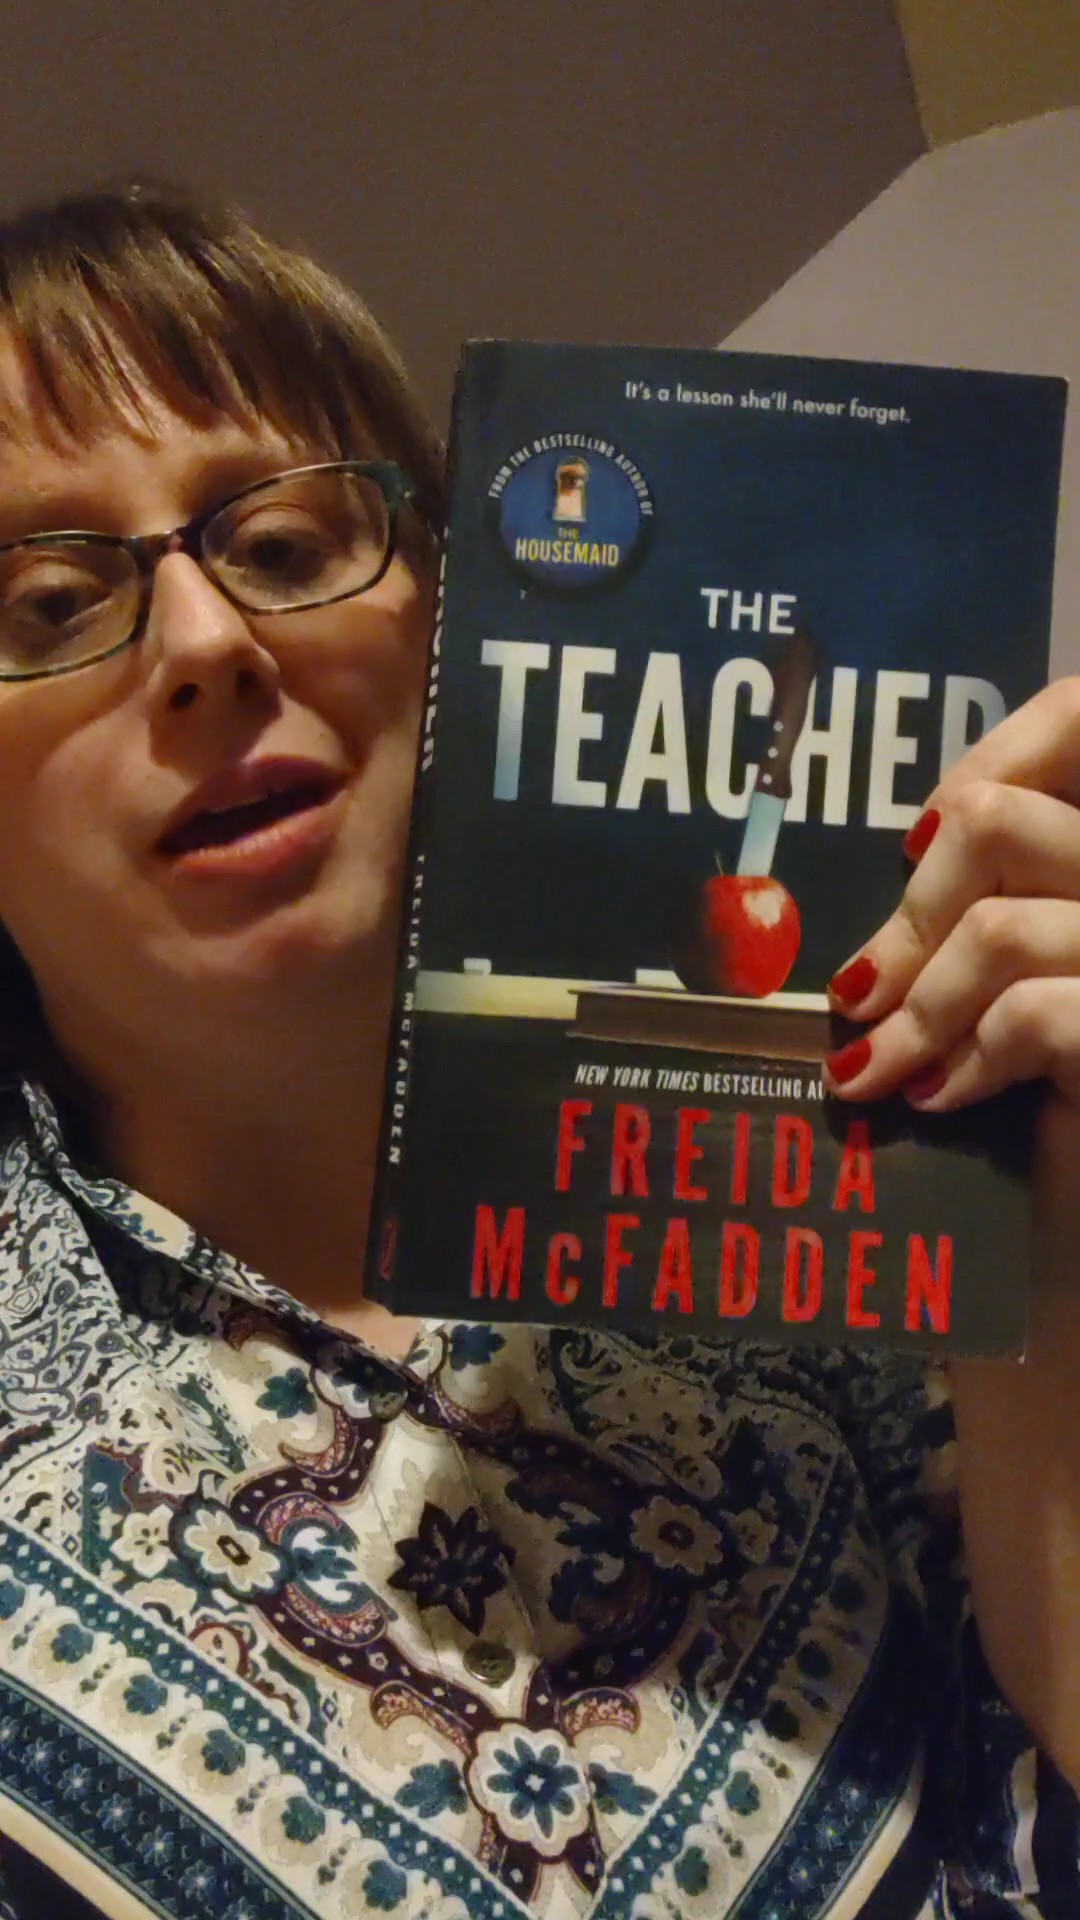 It's a lesson she'll never forget.
FROM THE BESTSELLING AUTHOR OF
THE
HOUSEMAID
THE
TEACHER
NEW YORK TIMES BESTSELLING AU
FREIDA
McFADDEN
FREIDA McFADDEN